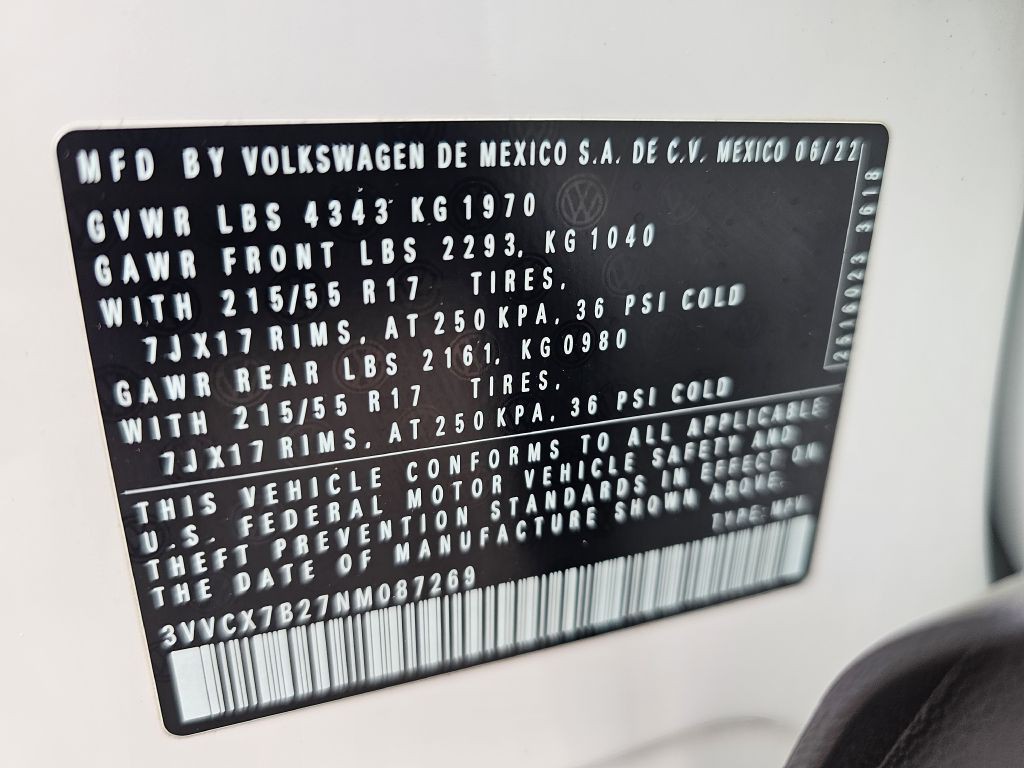 MFD BY VOLKSWAGEN DE MEXICO S.A. DE C.V. MEXICO 06/22
GVWR LBS 4343 KG 1970
GAWR FRONT LBS 2293, KG 1040
WITH 215/55 R17 TIRES,
7JX17 RIMS, AT 250 KPA, 36 PSI COLD
GAWR REAR LBS 2161, KG 0980
WITH 215/55 R17 TIRES,
7JX17 RIMS, AT 250 KPA, 36 PSI COLD
THIS VEHICLE CONFORMS TO ALL APPLICABLE
U.S. FEDERAL MOTOR VEHICLE SAFETY AND
THEFT PREVENTION STANDARDS IN EFFECT ON
THE DATE OF MANUFACTURE SHOWN ABOVE.
TYPE: MPV
3VVCX7B27NM087269
2516023 3618